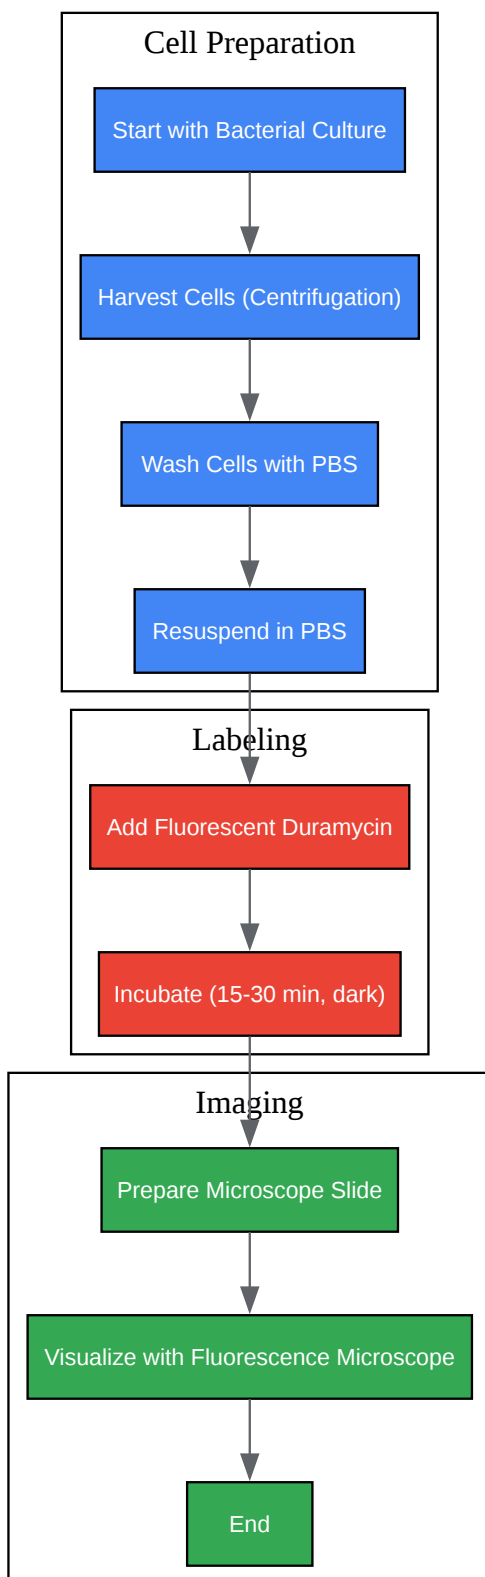 Cell Preparation
Start with Bacterial Culture
Harvest Cells (Centrifugation)
Wash Cells with PBS
Resuspend in PBS
Labeling
Add Fluorescent Duramycin
Incubate (15-30 min, dark)
Imaging
Prepare Microscope Slide
Visualize with Fluorescence Microscope
End